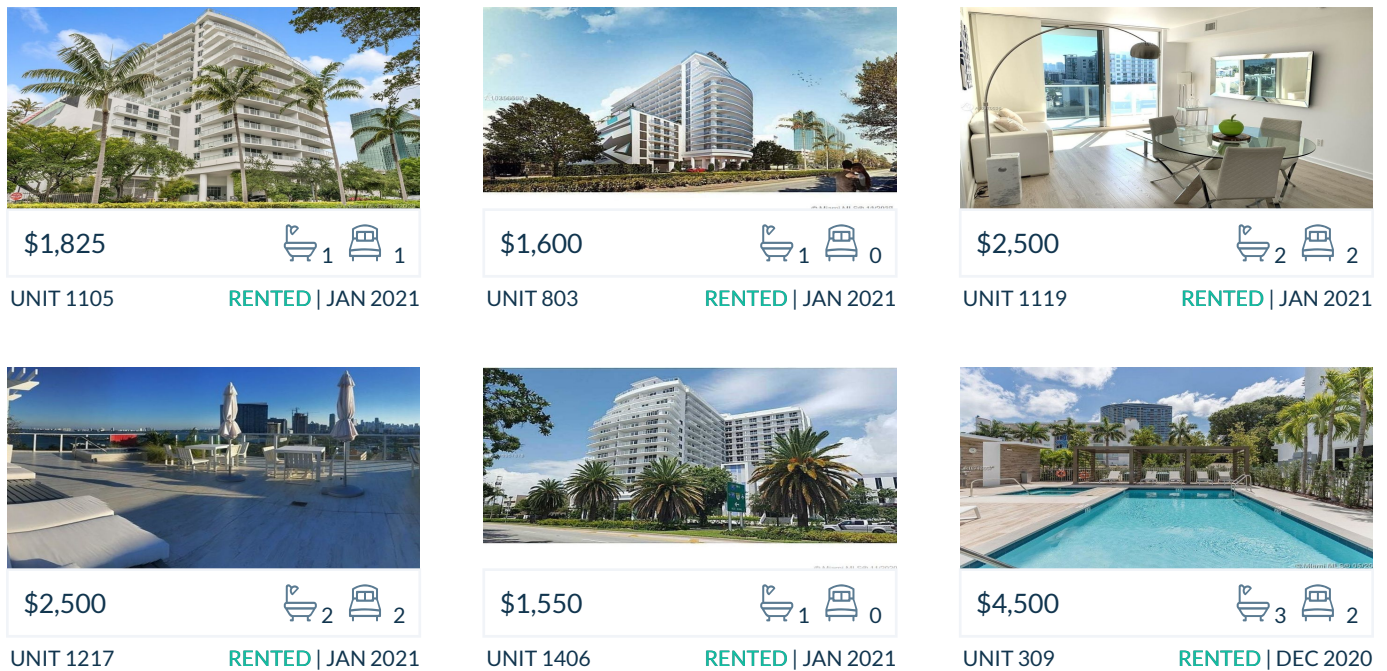 $1,825 1 1
UNIT 1105 RENTED | JAN 2021
$1,600 1 0
UNIT 803 RENTED | JAN 2021
$2,500 2 2
UNIT 1119 RENTED | JAN 2021
$2,500 2 2
UNIT 1217 RENTED | JAN 2021
$1,550 1 0
UNIT 1406 RENTED | JAN 2021
$4,500 3 2
UNIT 309 RENTED | DEC 2020